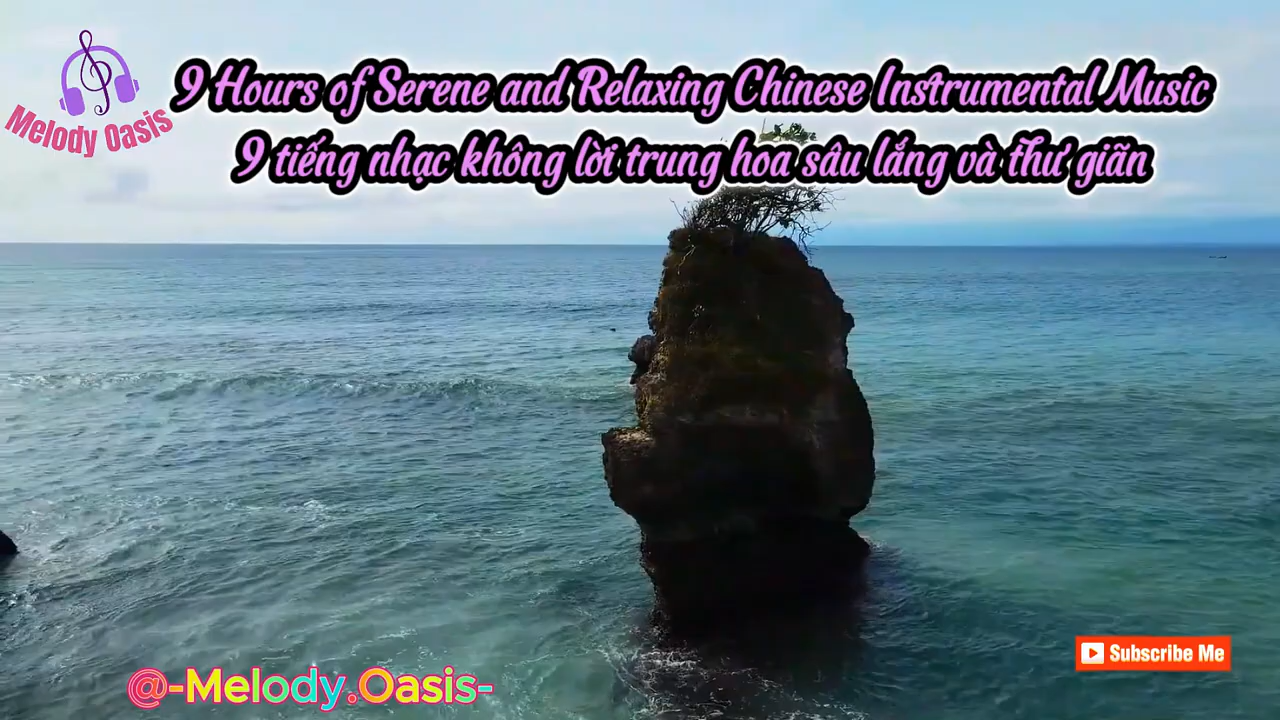 Melody Oasis
9 Hours of Serene and Relaxing Chinese Instrumental Music
9 tiếng nhạc không lời trung hoa sâu lắng và thư giãn
Subscribe Me
@-Melody.Oasis-